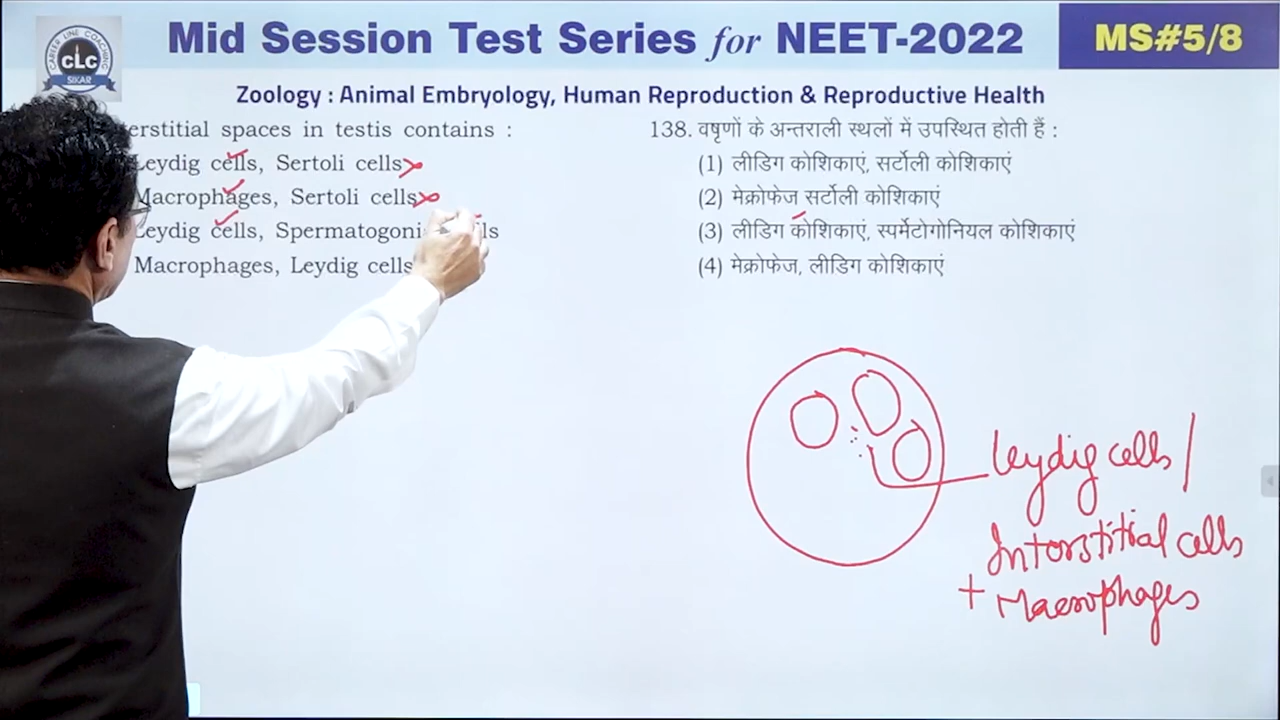 Mid Session Test Series for NEET-2022
MS#5/8
CAREER LINE COACHING
CLC
SIKAR
Zoology : Animal Embryology, Human Reproduction & Reproductive Health
spaces in testis contains :
Leydig cells, Sertoli cells
Macrophages, Sertoli cells
Leydig cells,
Macrophages, Leydig cells
138. वृषणों के अन्तराली स्थलों में उपस्थित होती हैं :
(1) लीडिग कोशिकाएं, सर्टोली कोशिकाएं
(2) मेक्रोफेज सर्टोली कोशिकाएं
(3) लीडिग कोशिकाएं, स्पर्मेटोगोनियल कोशिकाएं
(4) मेक्रोफेज, लीडिग कोशिकाएं
Leydig cells /
Interstitial cells
+ Macrophages